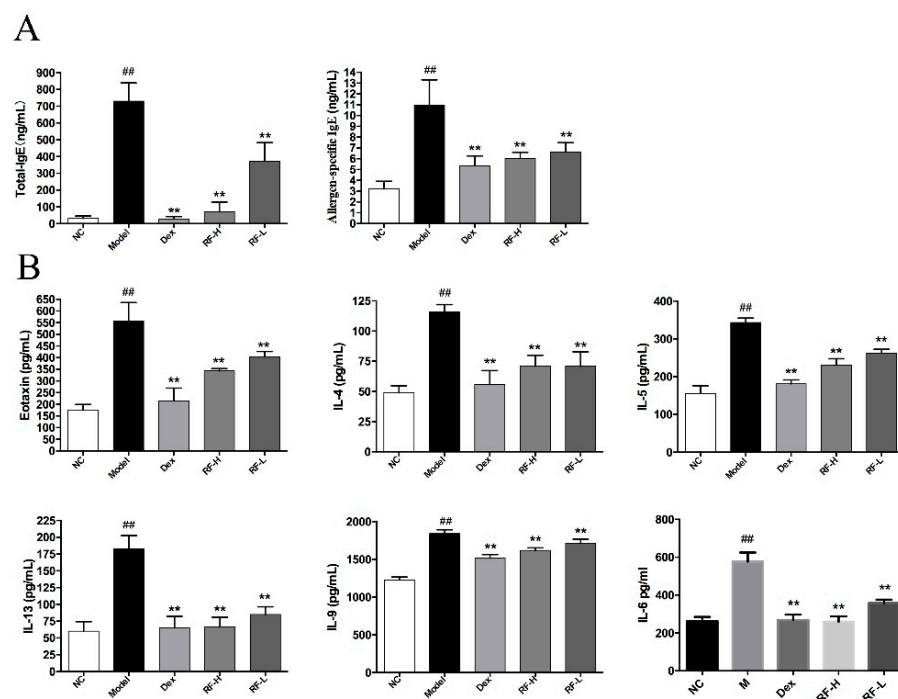 A
Total-IgE(ng/mL)
900
800
700
600
500
400
300
200
100
0
##
**
**
**
NC
Model
Dex
RF-H
RF-L
Allergen-specific IgE (ng/mL)
14
13
12
11
10
9
8
7
6
5
4
3
2
1
0
##
**
**
**
NC
Model
Dex
RF-H
RF-L
B
Eotaxin (pg/mL)
650
600
550
500
450
400
350
300
250
200
150
100
50
0
##
**
**
**
NC
Model
Dex
RF-H
RF-L
IL-4 (pg/mL)
125
100
75
50
25
0
##
**
**
**
NC
Model
Dex
RF-H
RF-L
IL-5 (pg/mL)
400
300
200
100
0
##
**
**
**
NC
Model
Dex
RF-H
RF-L
IL-13 (pg/mL)
225
200
175
150
125
100
75
50
25
0
##
**
**
**
NC
Model
Dex
RF-H
RF-L
IL-9 (pg/mL)
2000
1500
1000
500
0
##
**
**
**
NC
Model
Dex
RF-H
RF-L
IL-6 pg/ml
800
600
400
200
0
##
**
**
**
NC
M
Dex
RF-H
RF-L